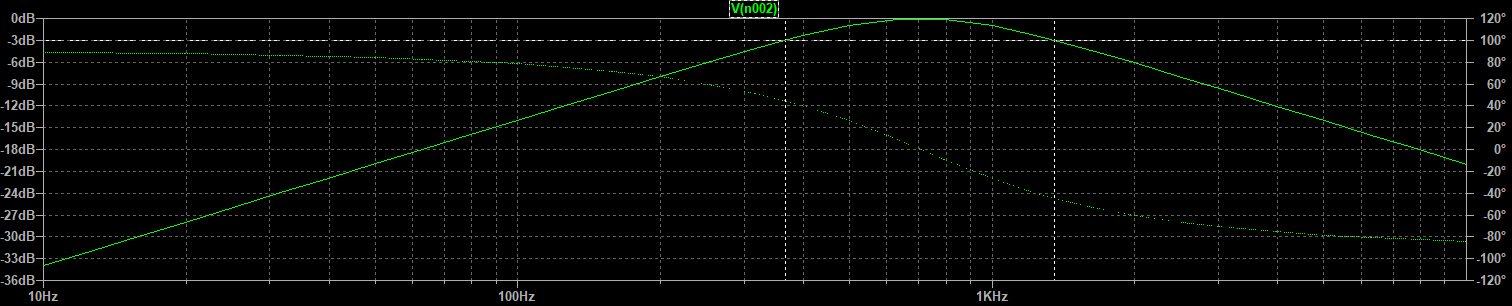 V(n002)
0dB 120°
-3dB 100°
-6dB 80°
-9dB 60°
-12dB 40°
-15dB 20°
-18dB 0°
-21dB -20°
-24dB -40°
-27dB -60°
-30dB -80°
-33dB -100°
-36dB -120°
10Hz 100Hz 1KHz